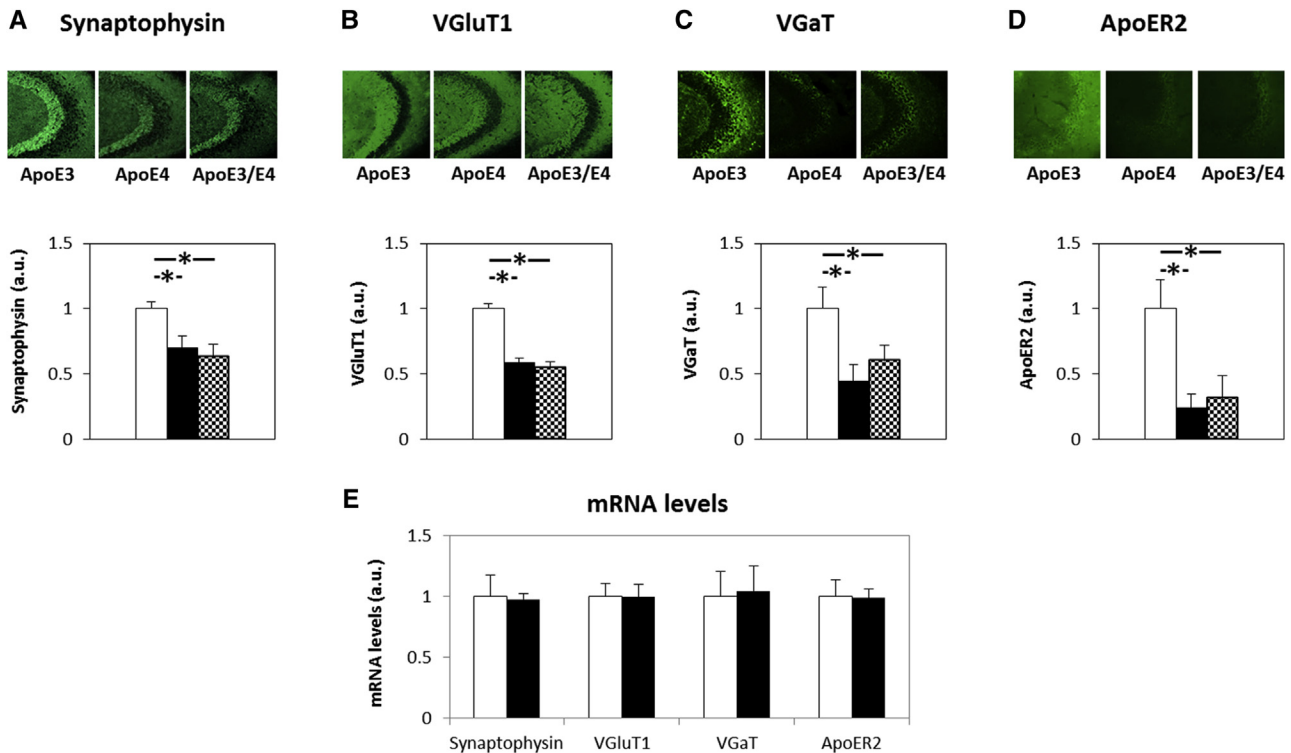 A Synaptophysin
B VGluT1
C VGaT
D ApoER2
ApoE3 ApoE4 ApoE3/E4
ApoE3 ApoE4 ApoE3/E4
ApoE3 ApoE4 ApoE3/E4
ApoE3 ApoE4 ApoE3/E4
Synaptophysin (a.u.)
1.5
1
0.5
0
*
-*-
VGluT1 (a.u.)
1.5
1
0.5
0
*
-*-
VGaT (a.u.)
1.5
1
0.5
0
*
-*-
ApoER2 (a.u.)
1.5
1
0.5
0
*
-*-
E mRNA levels
mRNA levels (a.u.)
1.5
1
0.5
0
Synaptophysin VGluT1 VGaT ApoER2